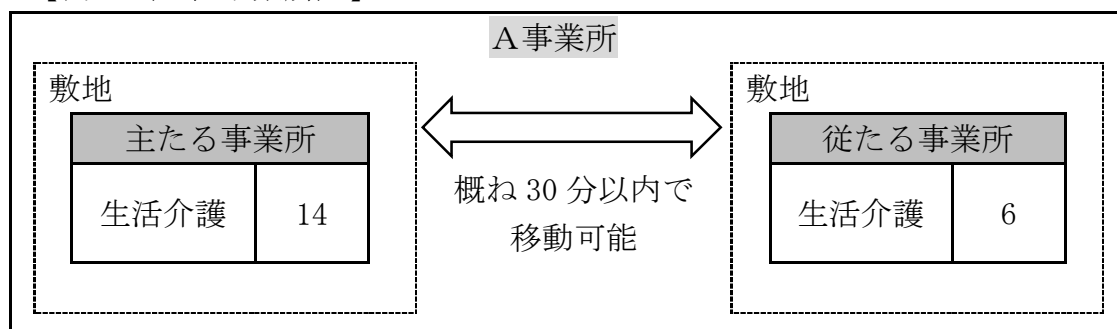 A事業所
敷地
主たる事業所
生活介護 14
概ね 30 分以内で
移動可能
敷地
従たる事業所
生活介護 6